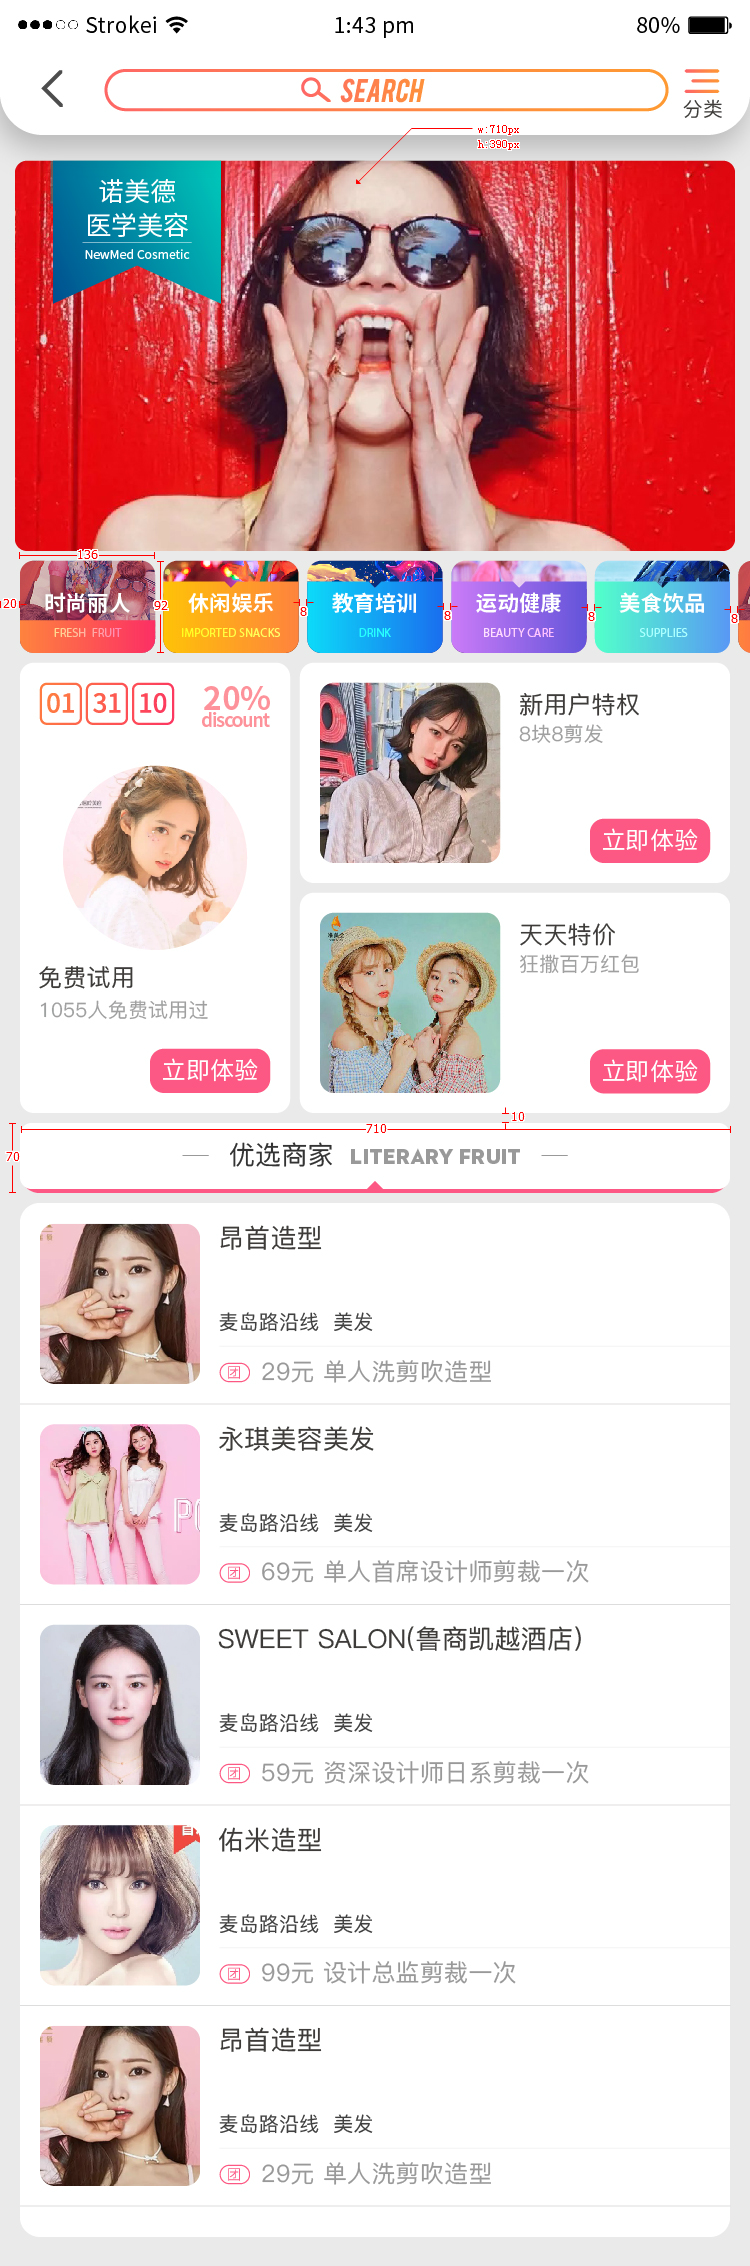 Strokei 1:43 pm 80%
SEARCH
分类
w:710px
h:390px
诺美德
医学美容
NewMed Cosmetic
136
20
92
8
8
8
8
时尚丽人
FRESH FRUIT
休闲娱乐
IMPORTED SNACKS
教育培训
DRINK
运动健康
BEAUTY CARE
美食饮品
SUPPLIES
01 31 10
20%
discount
免费试用
1055人免费试用过
立即体验
新用户特权
8块8剪发
立即体验
天天特价
狂撒百万红包
立即体验
10
710
70
优选商家 LITERARY FRUIT
昂首造型
麦岛路沿线 美发
团 29元 单人洗剪吹造型
永琪美容美发
麦岛路沿线 美发
团 69元 单人首席设计师剪裁一次
SWEET SALON(鲁商凯越酒店)
麦岛路沿线 美发
团 59元 资深设计师日系剪裁一次
佑米造型
麦岛路沿线 美发
团 99元 设计总监剪裁一次
昂首造型
麦岛路沿线 美发
团 29元 单人洗剪吹造型